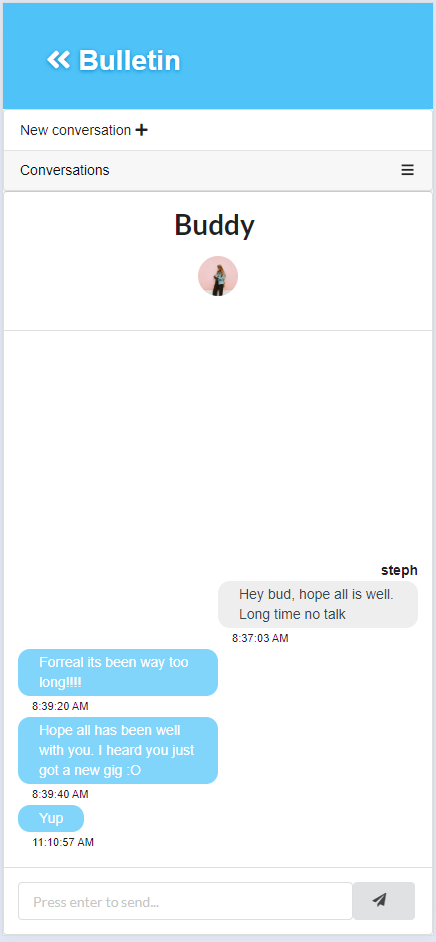 Bulletin
New conversation
Conversations
Buddy
steph
Hey bud, hope all is well.
Long time no talk
8:37:03 AM
Forreal its been way too
long!!!!
8:39:20 AM
Hope all has been well
with you. I heard you just
got a new gig :O
8:39:40 AM
Yup
11:10:57 AM
Press enter to send...